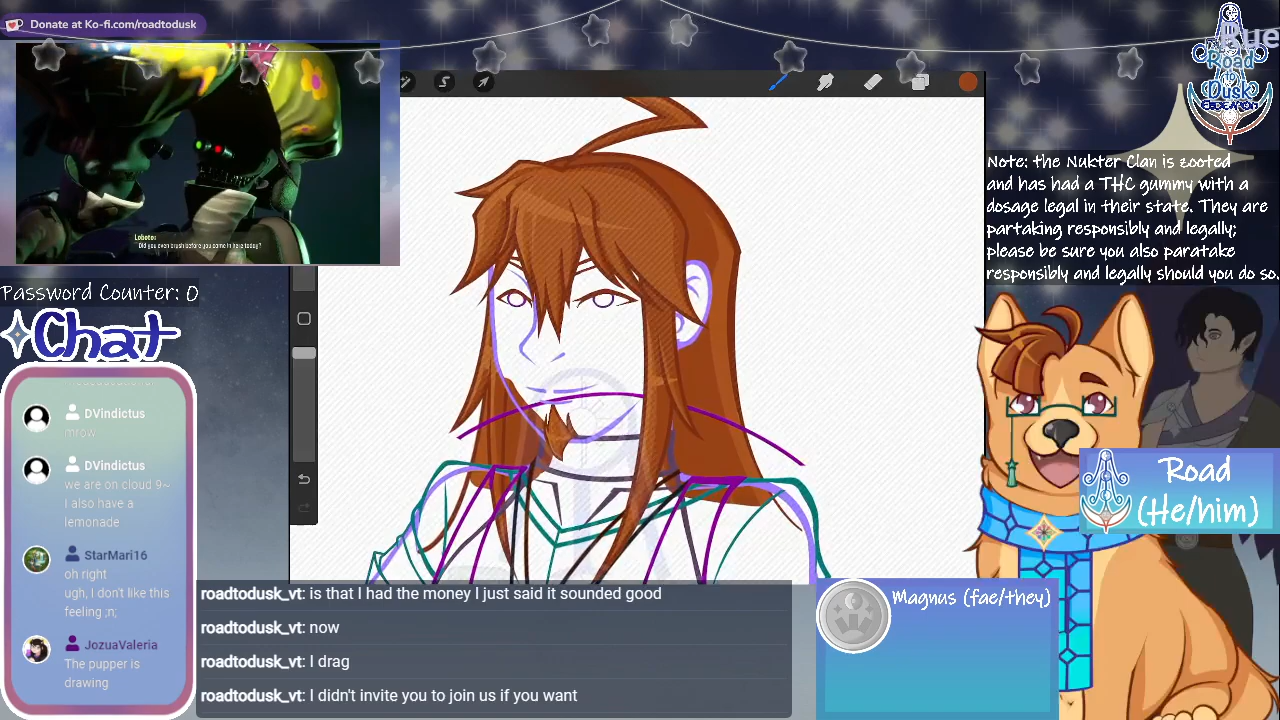 Donate at Ko-fi.com/roadtodusk
Loboto:
Did you even brush before you came in here today?
Road
to
Dusk
Note: the Nukter Clan is zooted
and has had a THC gummy with a
dosage legal in their state. They are
partaking responsibly and legally;
please be sure you also paratake
responsibly and legally should you do so.
Password Counter: 0
Chat
DVindictus
mrow
DVindictus
we are on cloud 9~
I also have a
lemonade
StarMari16
oh right
ugh, I don't like this
feeling ;n;
JozuaValeria
The pupper is
drawing
roadtodusk_vt: is that I had the money I just said it sounded good
roadtodusk_vt: now
roadtodusk_vt: I drag
roadtodusk_vt: I didn't invite you to join us if you want
Road
(He/him)
Magnus (fae/they)